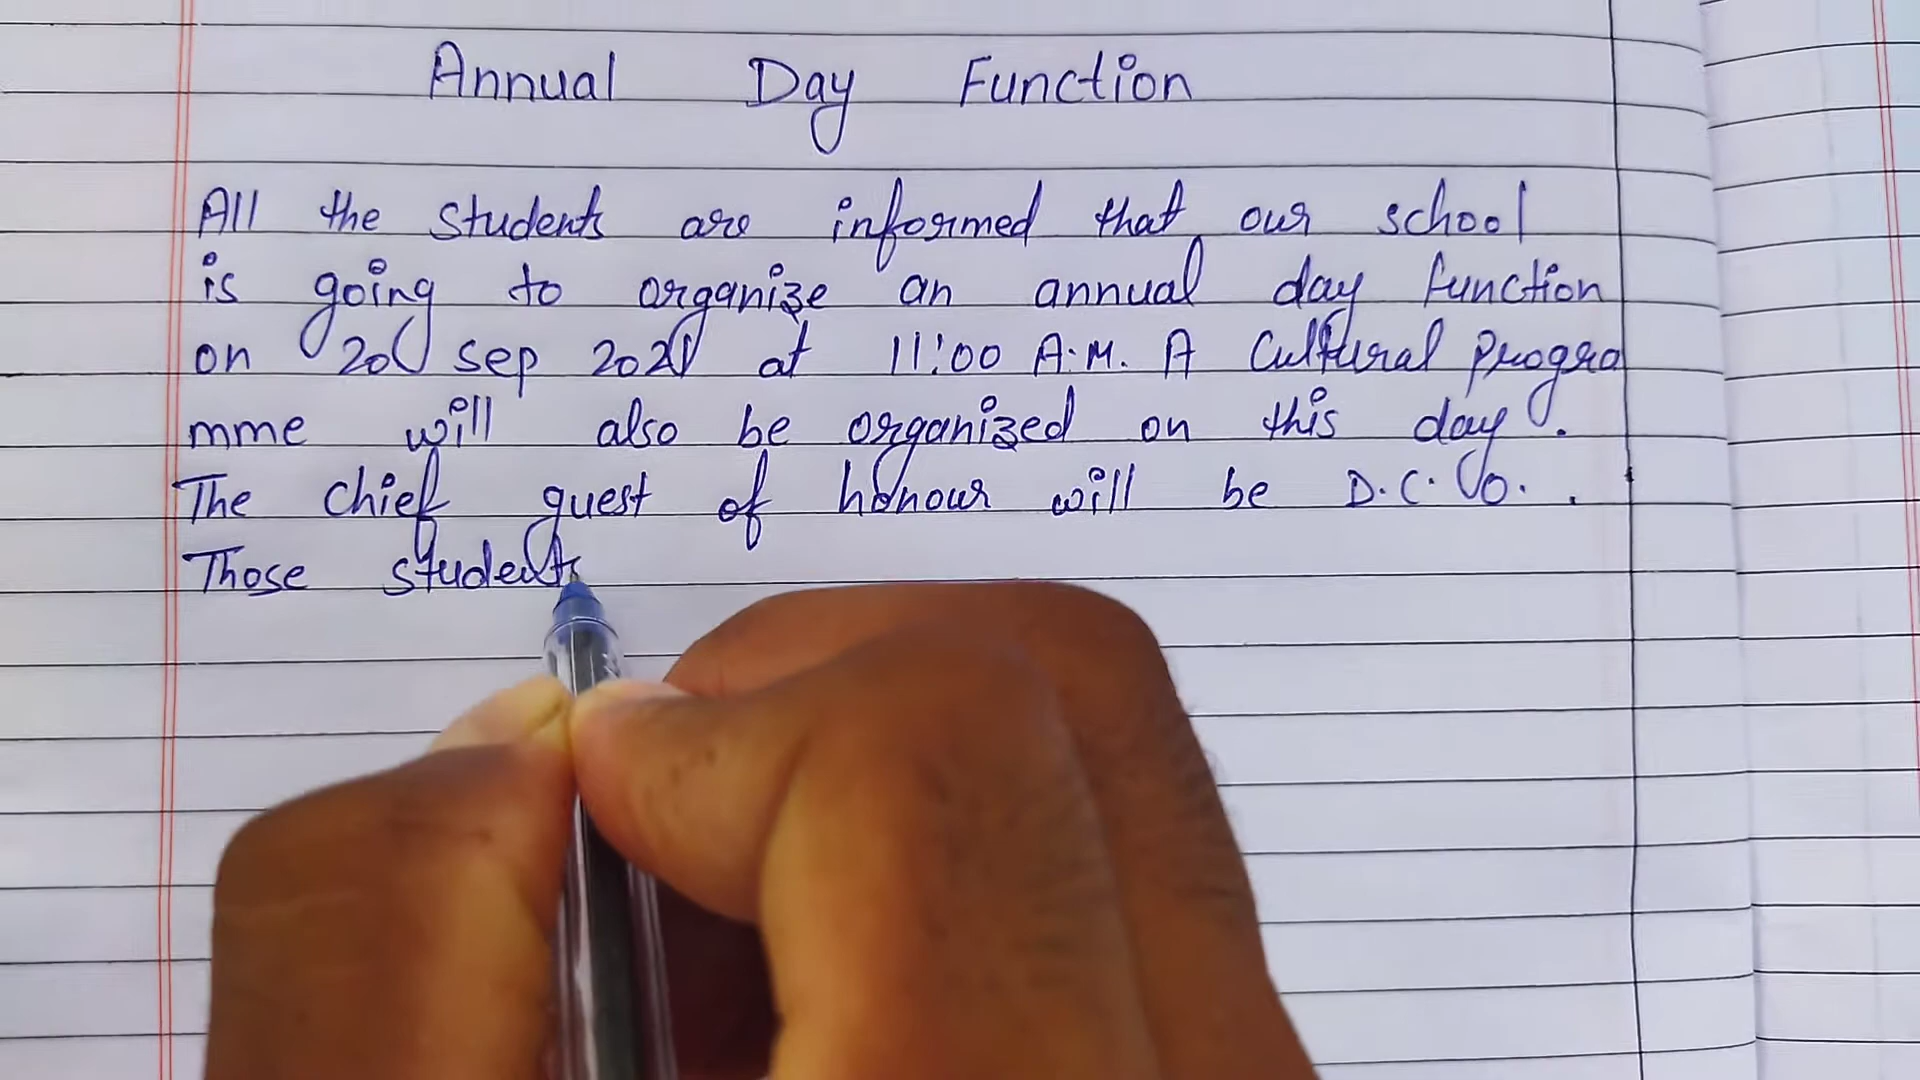 Annual Day Function
All the students are informed that our school
is going to organize an annual day function
on 20 sep 2021 at 11:00 A.M. A Cultural progra
mme will also be organized on this day.
The chief guest of honour will be D.C.O. .
Those students